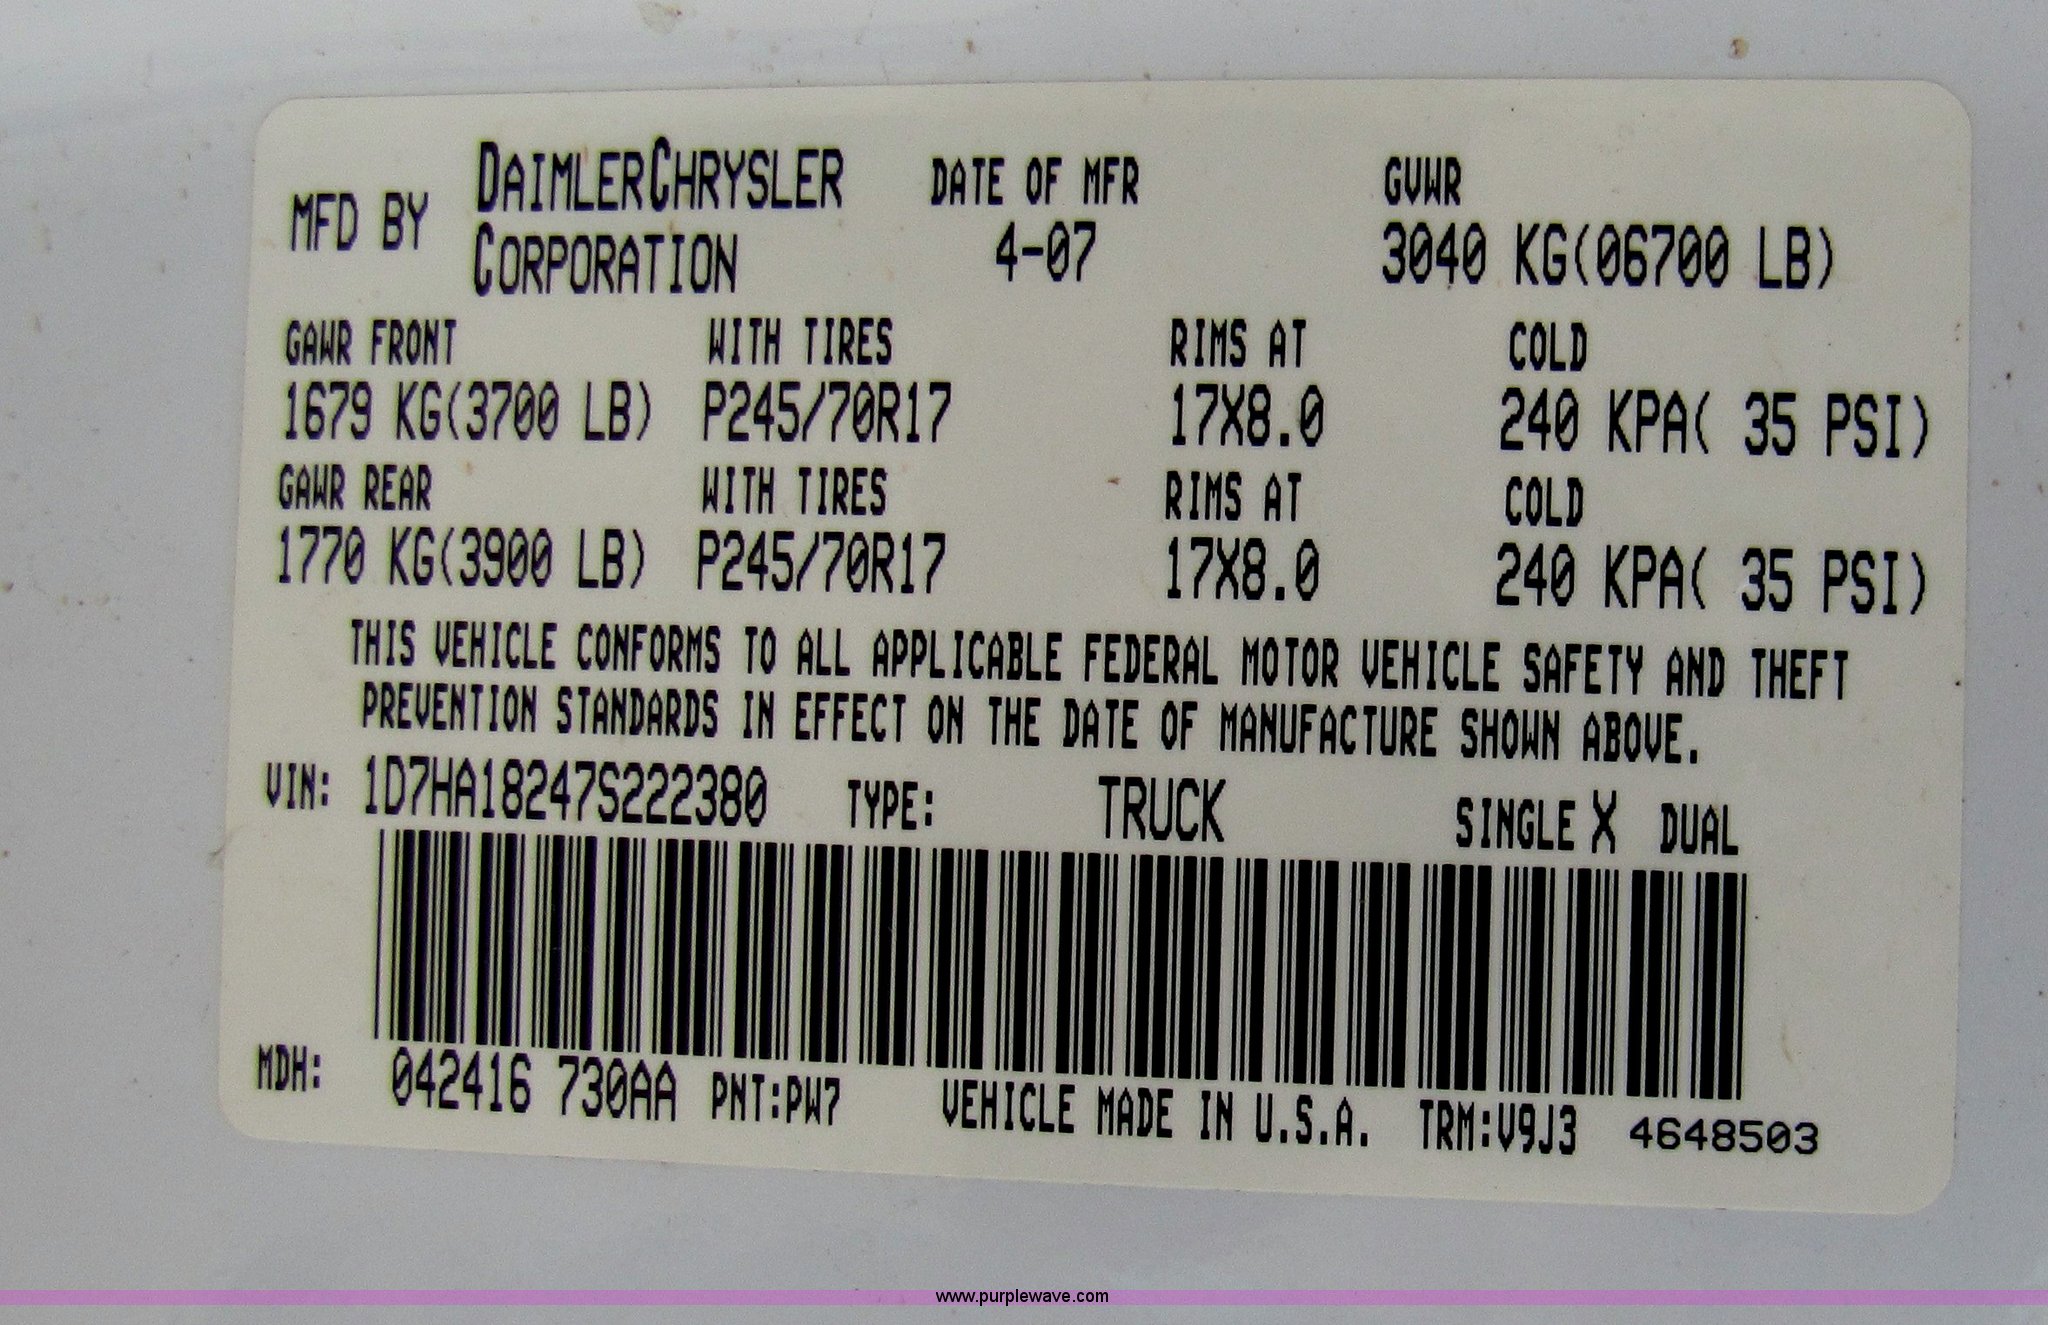 MFD BY DAIMLERCHRYSLER CORPORATION DATE OF MFR 4-07 GVWR 3040 KG(06700 LB)
GAWR FRONT WITH TIRES RIMS AT COLD
1679 KG(3700 LB) P245/70R17 17X8.0 240 KPA( 35 PSI)
GAWR REAR WITH TIRES RIMS AT COLD
1770 KG(3900 LB) P245/70R17 17X8.0 240 KPA( 35 PSI)
THIS VEHICLE CONFORMS TO ALL APPLICABLE FEDERAL MOTOR VEHICLE SAFETY AND THEFT
PREVENTION STANDARDS IN EFFECT ON THE DATE OF MANUFACTURE SHOWN ABOVE.
VIN: 1D7HA18247S222380 TYPE: TRUCK SINGLE X DUAL
MDH: 042416 730AA PNT:PW7 VEHICLE MADE IN U.S.A. TRM:V9J3 4648503
www.purplewave.com